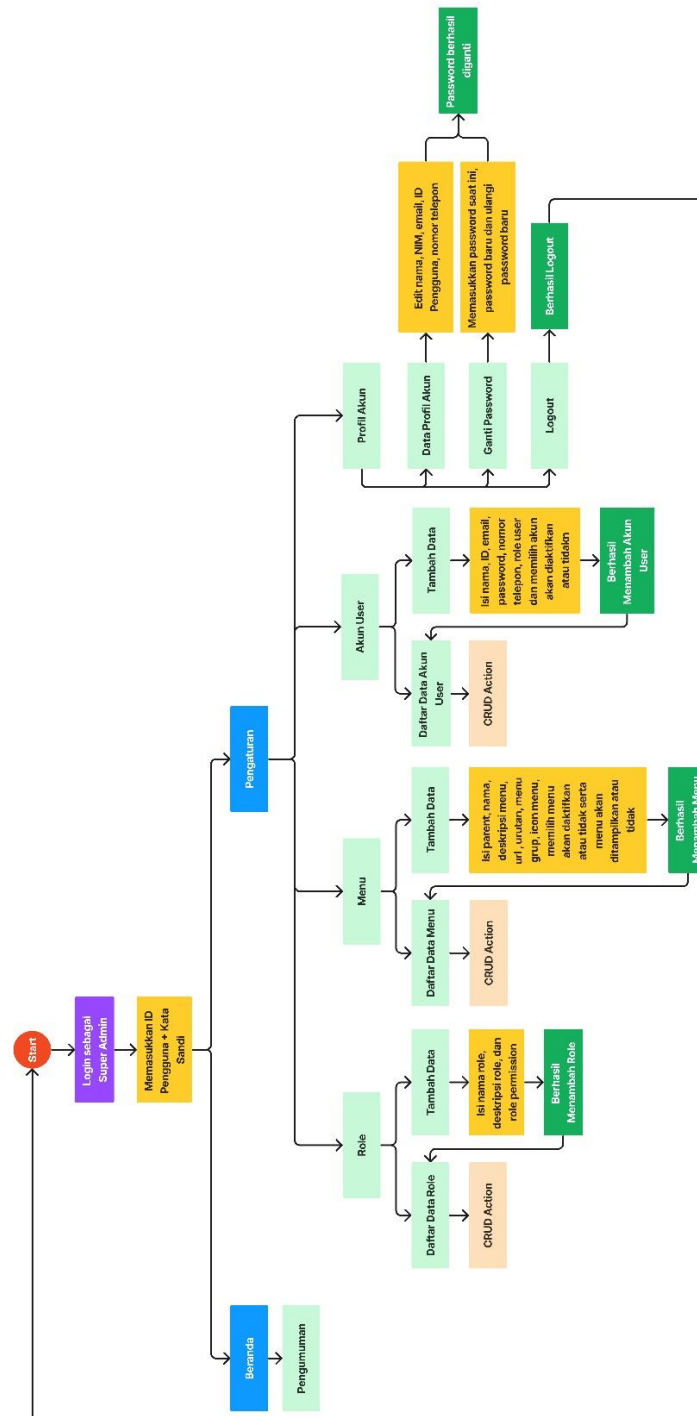 Start
Login sebagai
Super Admin
Memasukkan ID
Pengguna + Kata
Sandi
Beranda
Pengumuman
Pengaturan
Role
Daftar Data Role
CRUD Action
Tambah Data
Isi nama role,
deskripsi role, dan
role permission
Berhasil
Menambah Role
Menu
Daftar Data Menu
CRUD Action
Tambah Data
Isi parent, nama,
deskripsi menu,
url , urutan, menu
grup, icon menu,
memilih menu
akan daktifkan
atau tidak serta
menu akan
ditampilkan atau
tidak
Berhasil
Menambah Menu
Akun User
Daftar Data Akun
User
CRUD Action
Tambah Data
Isi nama, ID, email,
password, nomor
telepon, role user
dan memilih akun
akan diaktifkan
atau tidakn
Berhasil
Menambah Akun
User
Profil Akun
Data Profil Akun
Edit nama, NIM, email, ID
Pengguna, nomor telepon
Ganti Password
Memasukkan password saat ini,
password baru dan ulangi
password baru
Password berhasil
diganti
Logout
Berhasil Logout